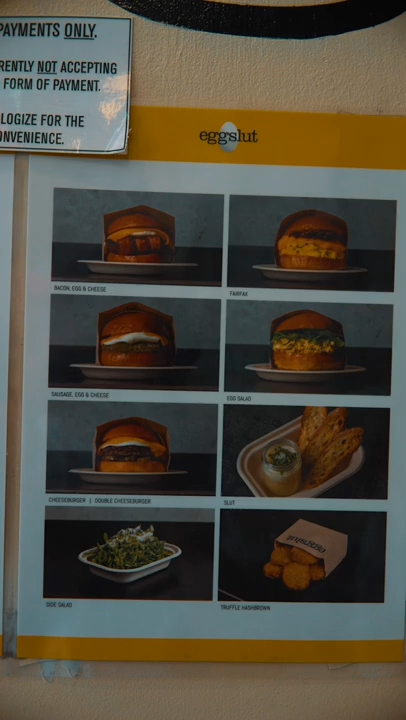 PAYMENTS ONLY.
RENTLY NOT ACCEPTING
FORM OF PAYMENT.
LOGIZE FOR THE
ONVENIENCE.
eggslut
BACON, EGG & CHEESE
FAIRFAX
SAUSAGE, EGG & CHEESE
EGG SALAD
CHEESEBURGER | DOUBLE CHEESEBURGER
SLUT
SIDE SALAD
TRUFFLE HASHBROWN
eggslut